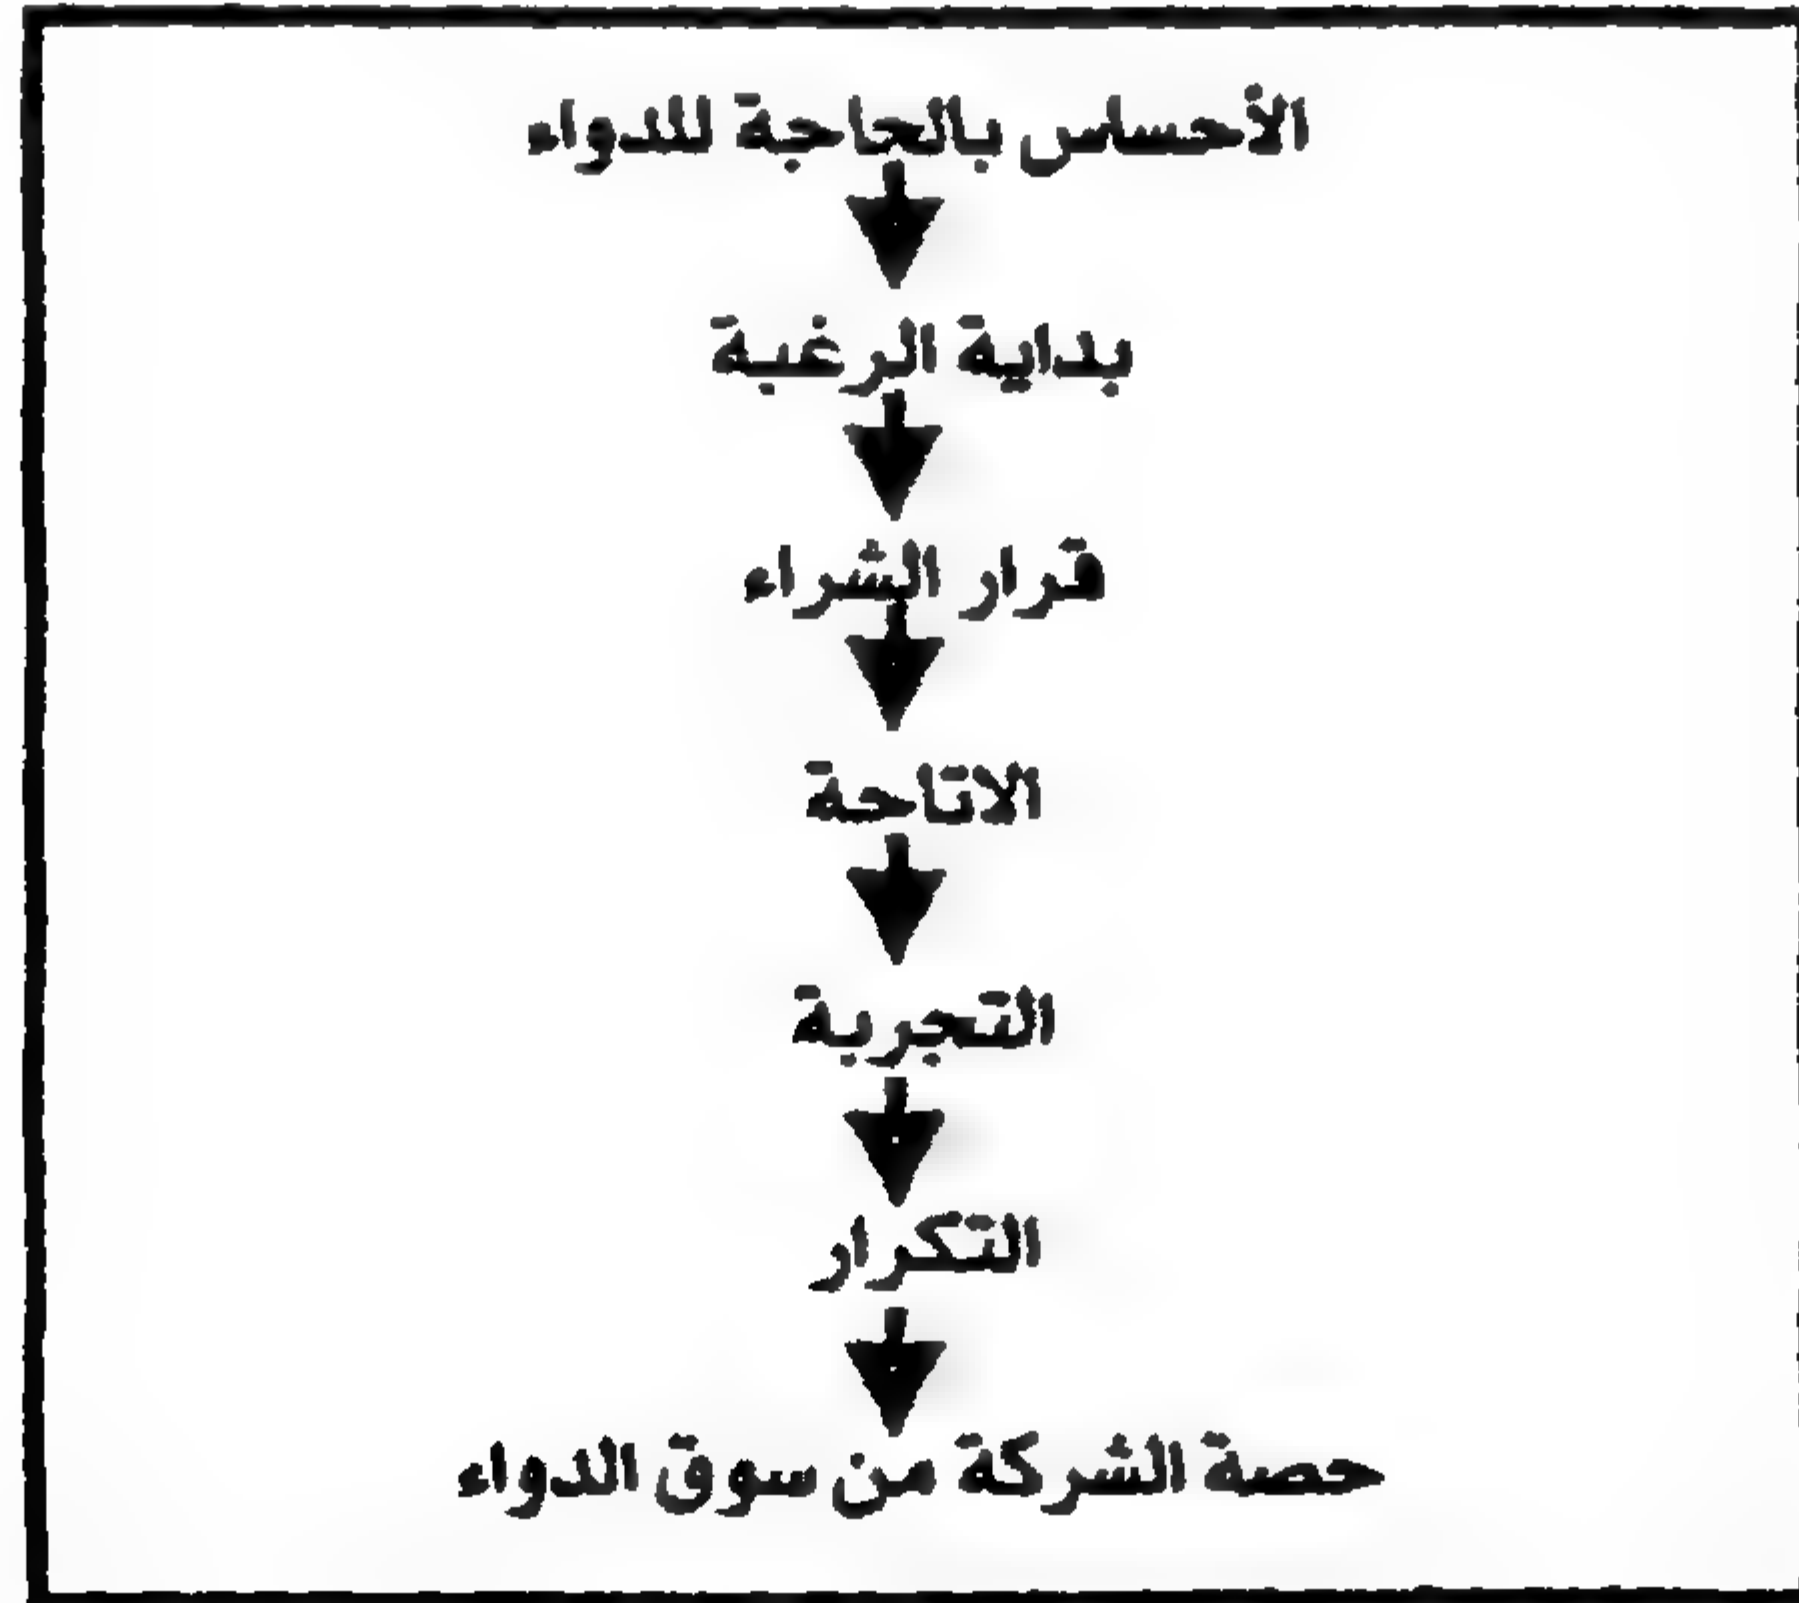 الأحساس بالحاجة للدواء
بداية الرغبة
قرار الشراء
الاتاحة
التجربة
التكرار
حصة الشركة من سوق الدواء